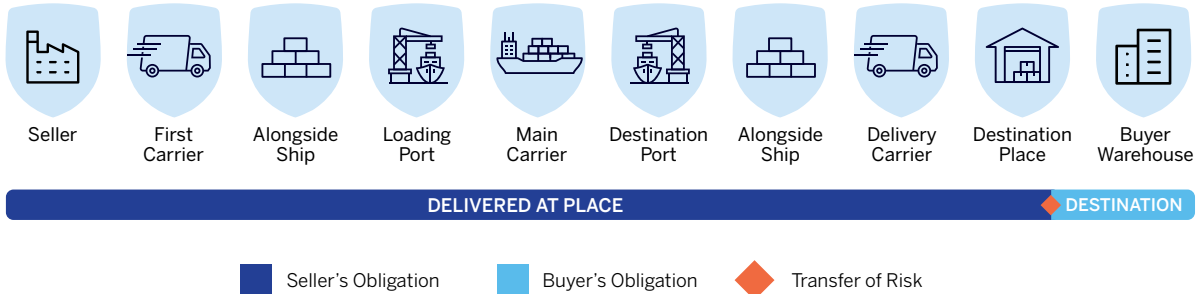 Seller
First
Carrier
Alongside
Ship
Loading
Port
Main
Carrier
Destination
Port
Alongside
Ship
Delivery
Carrier
Destination
Place
Buyer
Warehouse
DELIVERED AT PLACE
DESTINATION
Seller’s Obligation
Buyer’s Obligation
Transfer of Risk